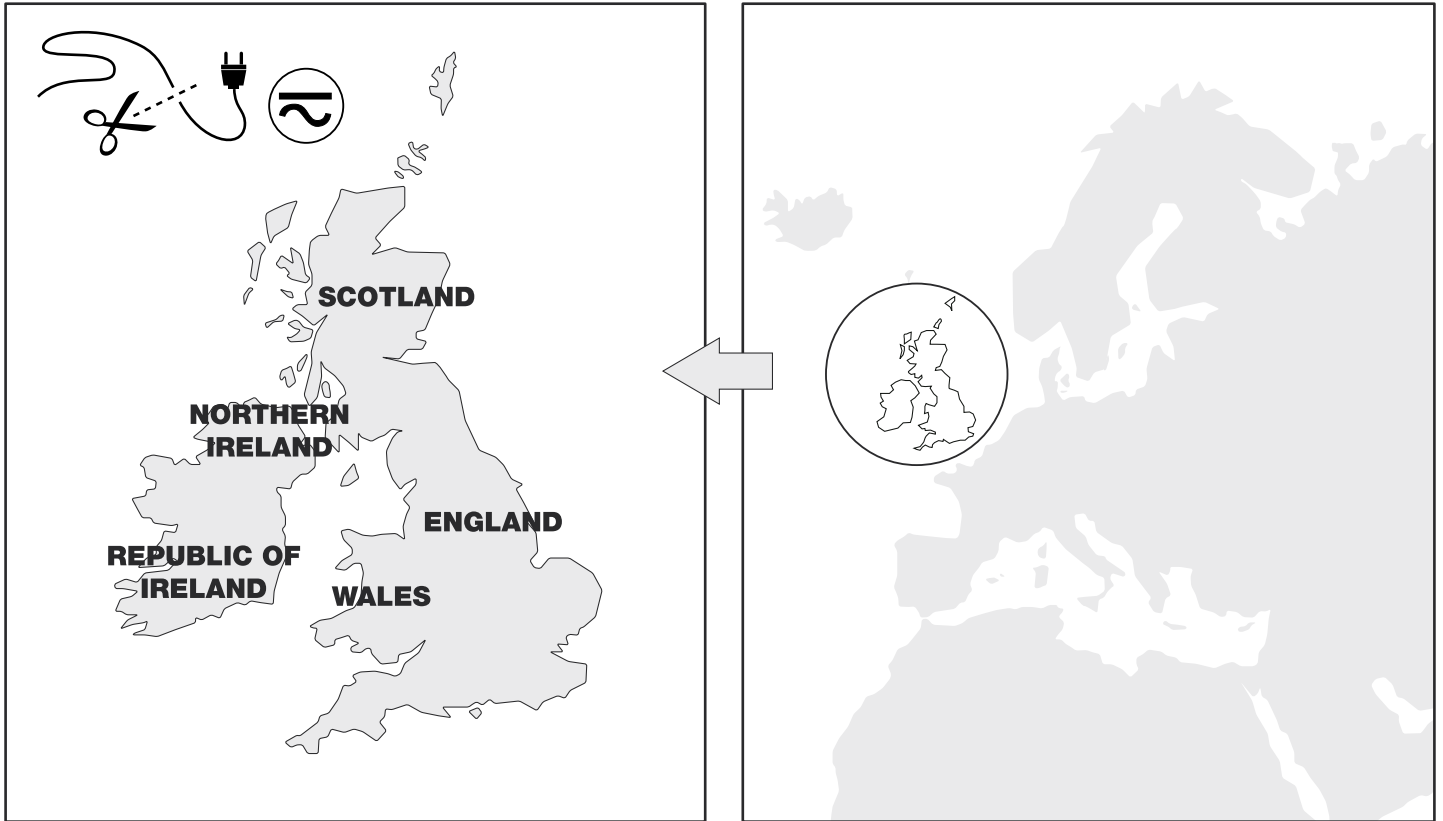 SCOTLAND
NORTHERN
IRELAND
ENGLAND
REPUBLIC OF
IRELAND
WALES